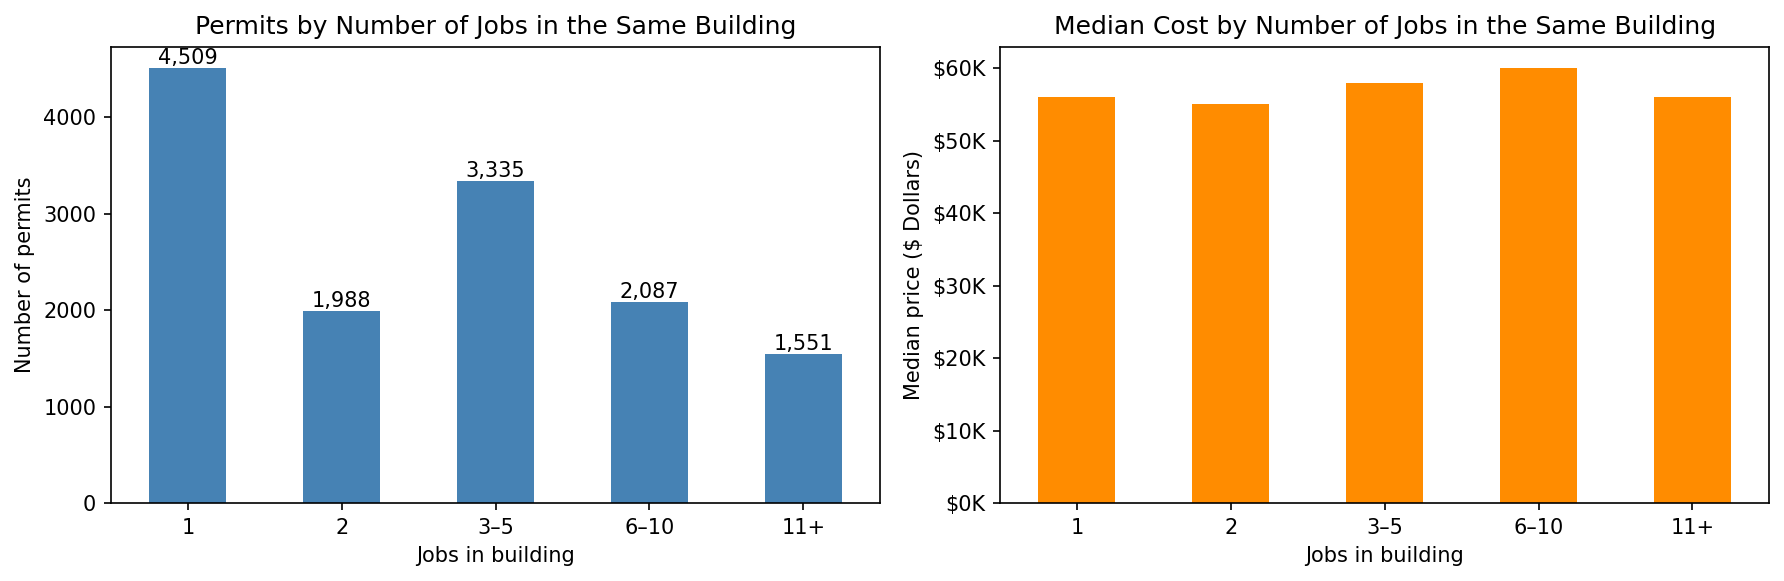 Permits by Number of Jobs in the Same Building
4,509
1,988
3,335
2,087
1,551
4000
3000
2000
1000
0
Number of permits
1
2
3–5
6–10
11+
Jobs in building
Median Cost by Number of Jobs in the Same Building
$60K
$50K
$40K
$30K
$20K
$10K
$0K
Median price ($ Dollars)
1
2
3–5
6–10
11+
Jobs in building